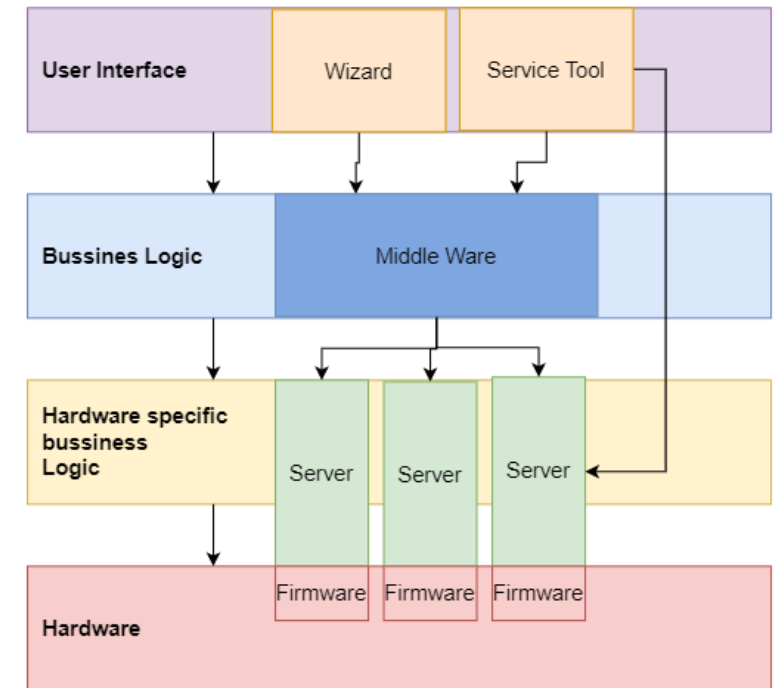 User Interface
Wizard
Service Tool
Bussines Logic
Middle Ware
Hardware specific
bussiness
Logic
Server
Server
Server
Firmware
Firmware
Firmware
Hardware